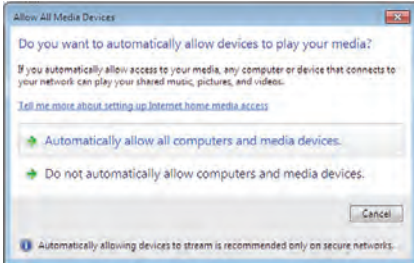 Allow All Media Devices
Do you want to automatically allow devices to play your media?
If you automatically allow access to your media, any computer or device that connects to
your network can play your shared music, pictures, and videos.
Tell me more about setting up Internet home media access
Automatically allow all computers and media devices.
Do not automatically allow computers and media devices.
Cancel
Automatically allowing devices to stream is recommended only on secure networks.